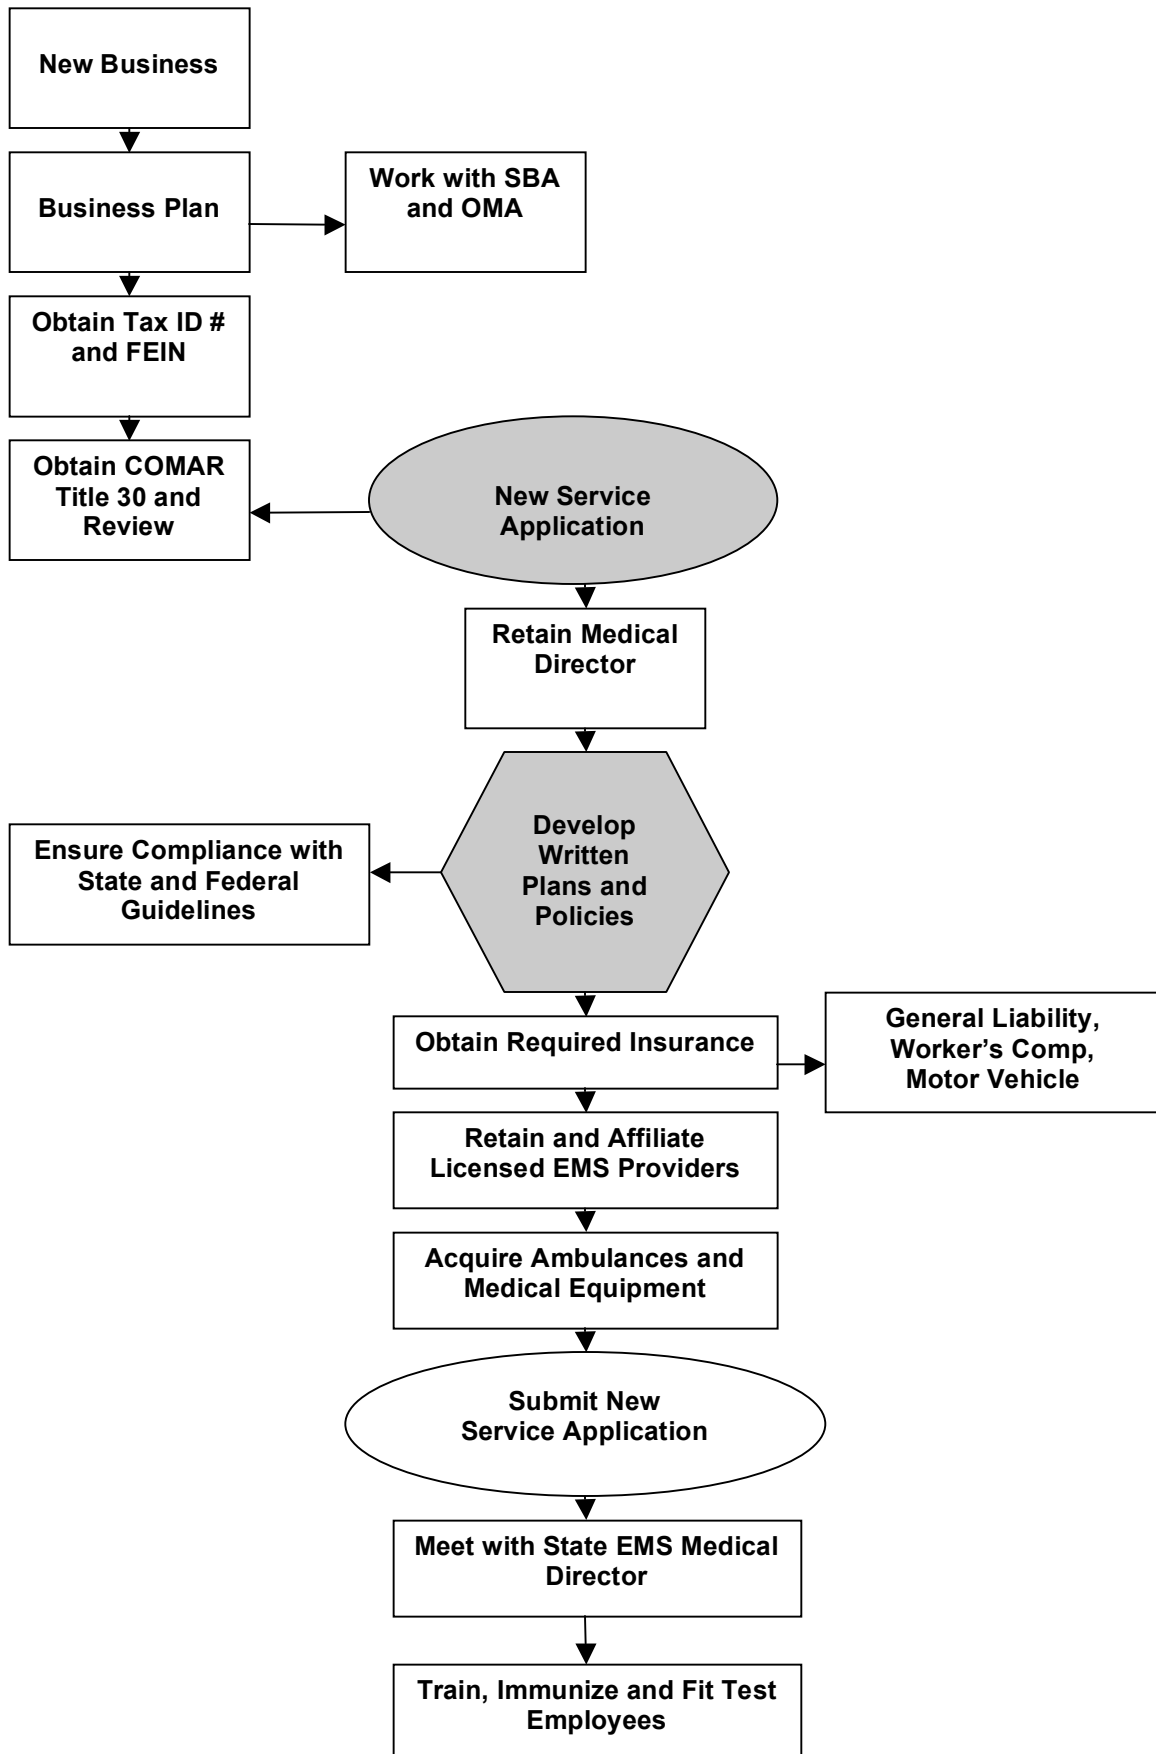 New Business
Business Plan
Work with SBA
and OMA
Obtain Tax ID #
and FEIN
Obtain COMAR
Title 30 and
Review
New Service
Application
Retain Medical
Director
Develop
Written
Plans and
Policies
Ensure Compliance with
State and Federal
Guidelines
Obtain Required Insurance
General Liability,
Worker’s Comp,
Motor Vehicle
Retain and Affiliate
Licensed EMS Providers
Acquire Ambulances and
Medical Equipment
Submit New
Service Application
Meet with State EMS Medical
Director
Train, Immunize and Fit Test
Employees